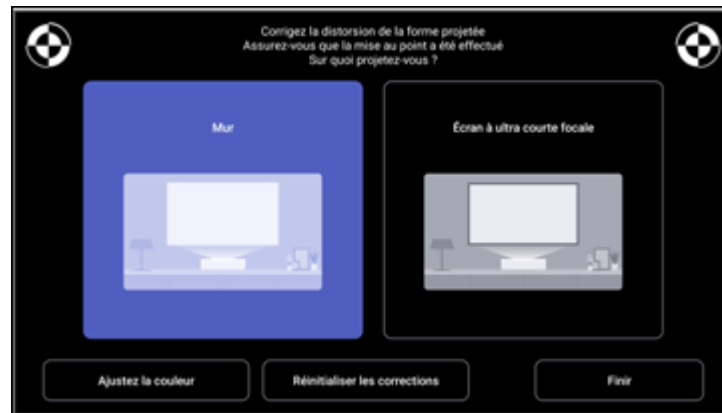 Corrigez la distorsion de la forme projetée
Assurez-vous que la mise au point a été effectué
Sur quoi projetez-vous ?
Mur
Écran à ultra courte focale
Ajustez la couleur
Réinitialiser les corrections
Finir